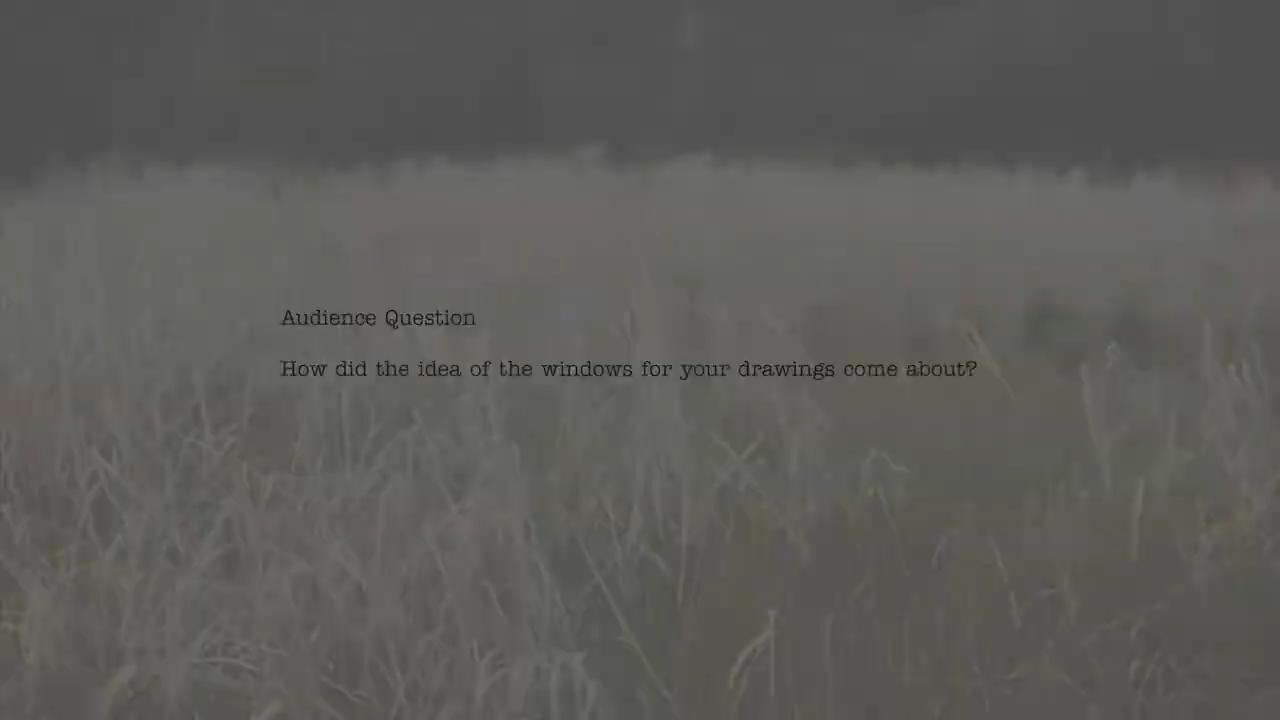 Audience Question
How did the idea of the windows for your drawings come about?